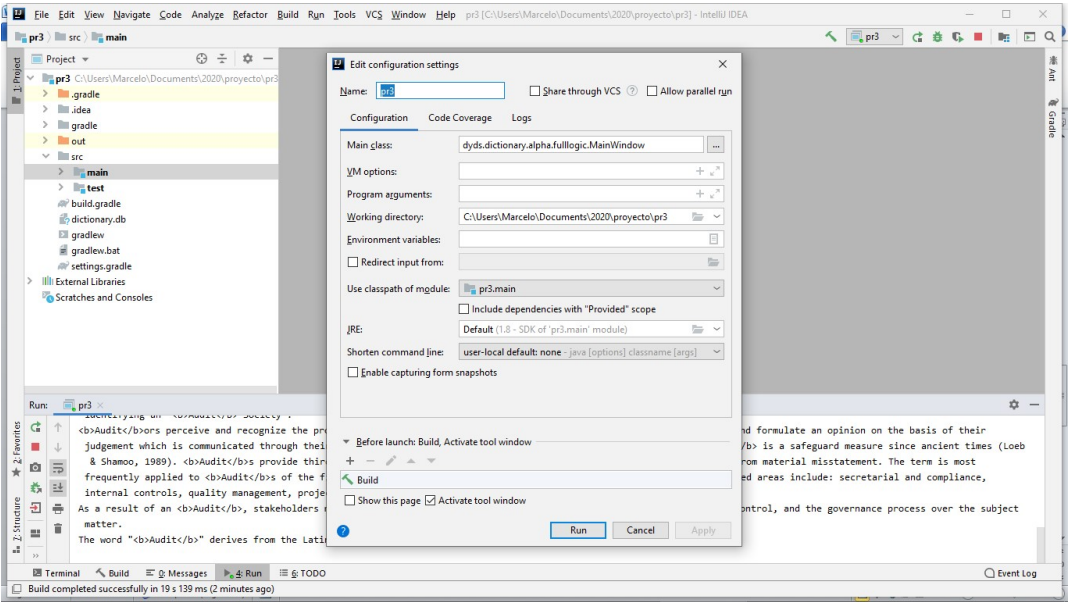 File Edit View Navigate Code Analyze Refactor Build Run Tools VCS Window Help pr3 [C:\Users\Marcelo\Documents\2020\proyecto\pr3] - IntelliJ IDEA
pr3 src main pr3
Project
1: Project
pr3 C:\Users\Marcelo\Documents\2020\proyecto\pr3
.gradle
.idea
gradle
out
src
main
test
build.gradle
dictionary.db
gradlew
gradlew.bat
settings.gradle
External Libraries
Scratches and Consoles
Ant
Gradle
Edit configuration settings
Name: pr3 Share through VCS ? Allow parallel run
Configuration Code Coverage Logs
Main class: dyds.dictionary.alpha.fulllogic.MainWindow ...
VM options:
Program arguments:
Working directory: C:\Users\Marcelo\Documents\2020\proyecto\pr3
Environment variables:
Redirect input from:
Use classpath of module: pr3.main
Include dependencies with "Provided" scope
JRE: Default (1.8 - SDK of 'pr3.main' module)
Shorten command line: user-local default: none - java [options] classname [args]
Enable capturing form snapshots
Before launch: Build, Activate tool window
Build
Show this page Activate tool window
? Run Cancel Apply
Run: pr3
identifying an "<b>Audit</b> Society".
<b>Audit</b>ors perceive and recognize the nd formulate an opinion on the basis of their
judgement which is communicated through /b> is a safeguard measure since ancient times (Loeb
& Shamoo, 1989). <b>Audit</b>s provide rom material misstatement. The term is most
frequently applied to <b>Audit</b>s of the ed areas include: secretarial and compliance,
internal controls, quality management,
As a result of an <b>Audit</b>, stakeholders ntrol, and the governance process over the subject
matter.
The word "<b>Audit</b>" derives from the
2: Favorites
Z: Structure
Terminal Build 0: Messages 4: Run 6: TODO Event Log
Build completed successfully in 19 s 139 ms (2 minutes ago)